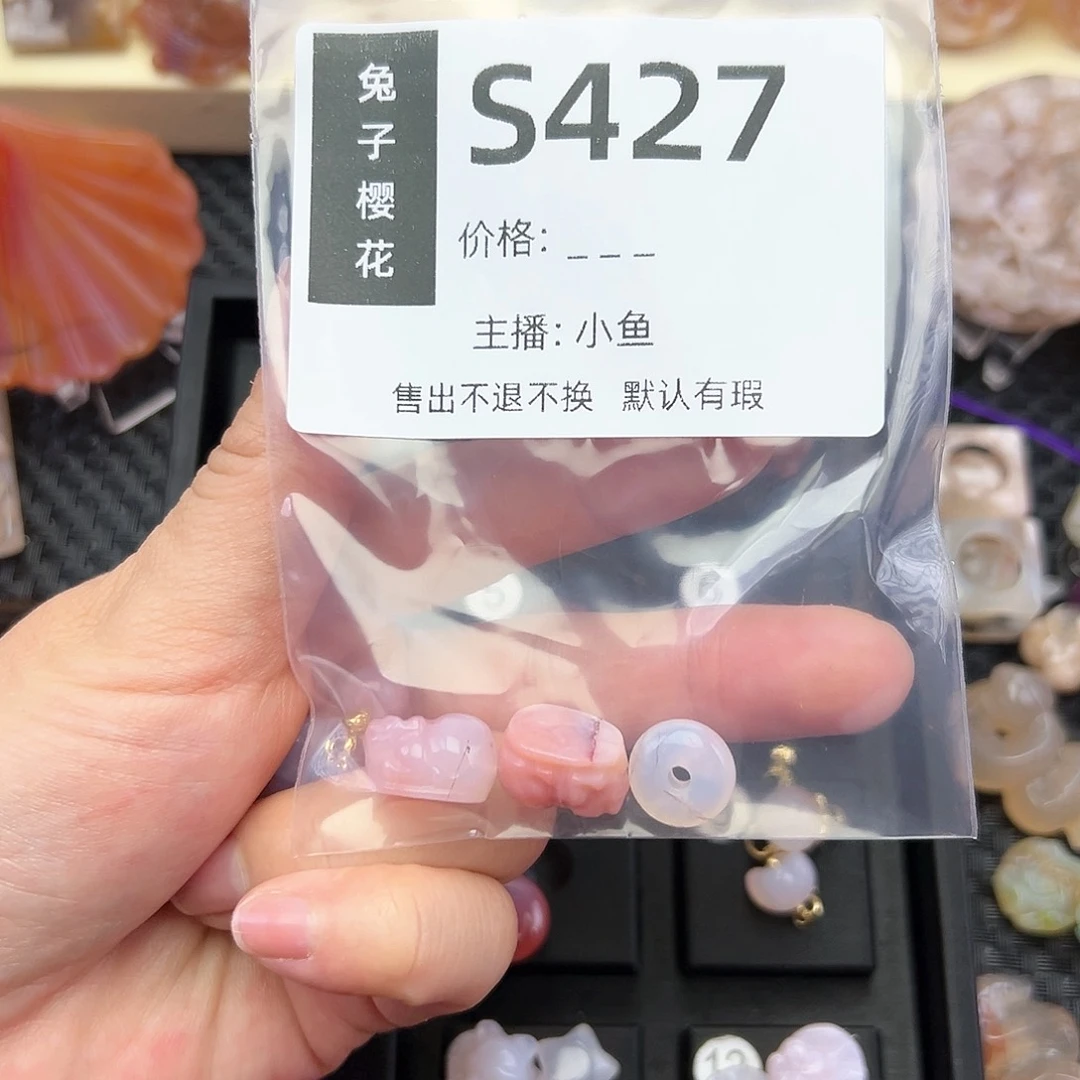 兔子樱花
S427
价格: _ _ _
主播: 小鱼
售出不退不换 默认有瑕
12